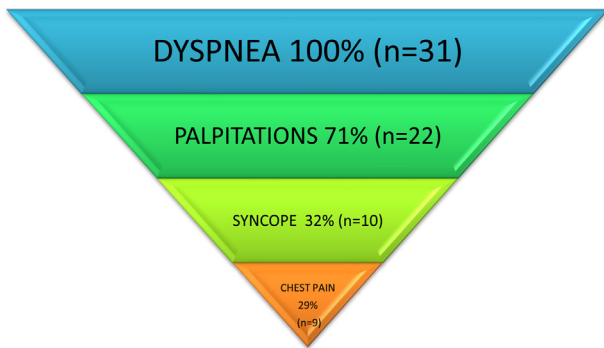 DYSPNEA 100% (n=31)
PALPITATIONS 71% (n=22)
SYNCOPE 32% (n=10)
CHEST PAIN
29%
(n=9)